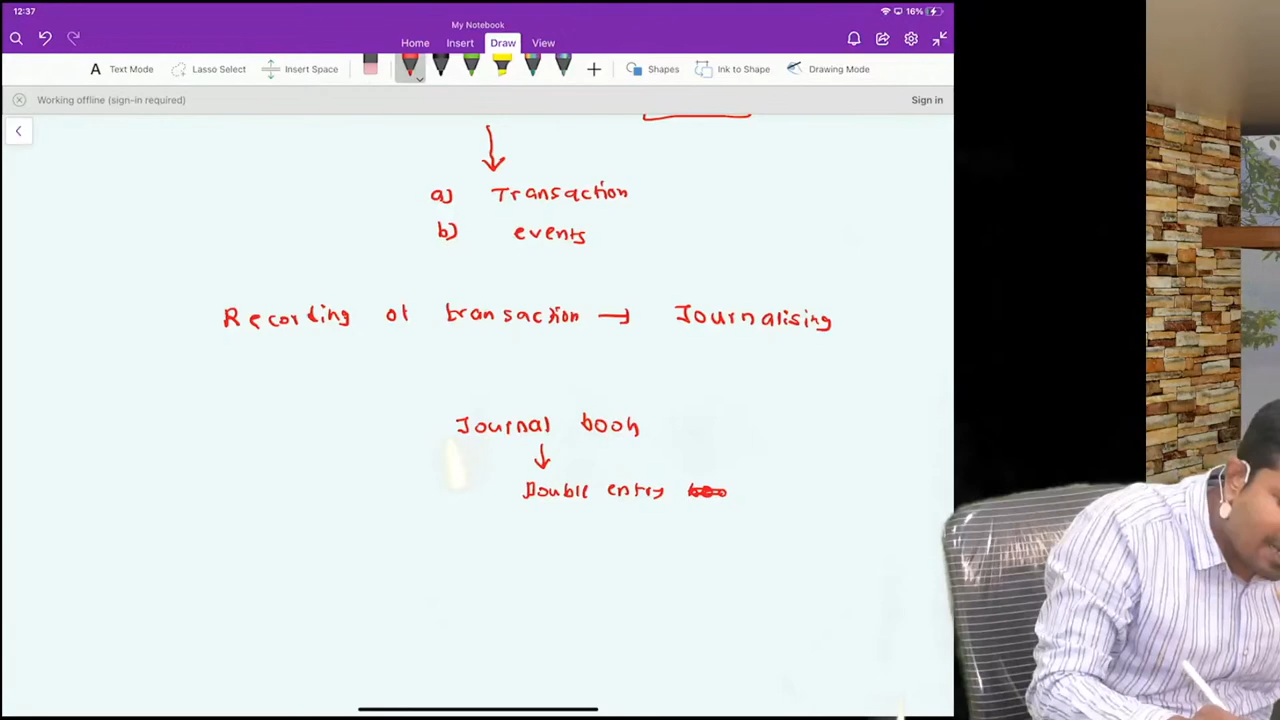 12:37
16%
My Notebook
Home Insert Draw View
Text Mode Lasso Select Insert Space Shapes Ink to Shape Drawing Mode
Working offline (sign-in required) Sign in
a) Transaction
b) events
Recording of transaction → Journalising
Journal book
↓
Double entry